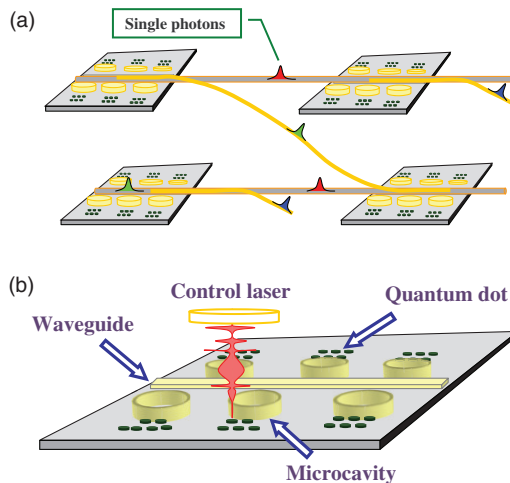 (a)
Single photons
(b)
Control laser
Quantum dot
Waveguide
Microcavity